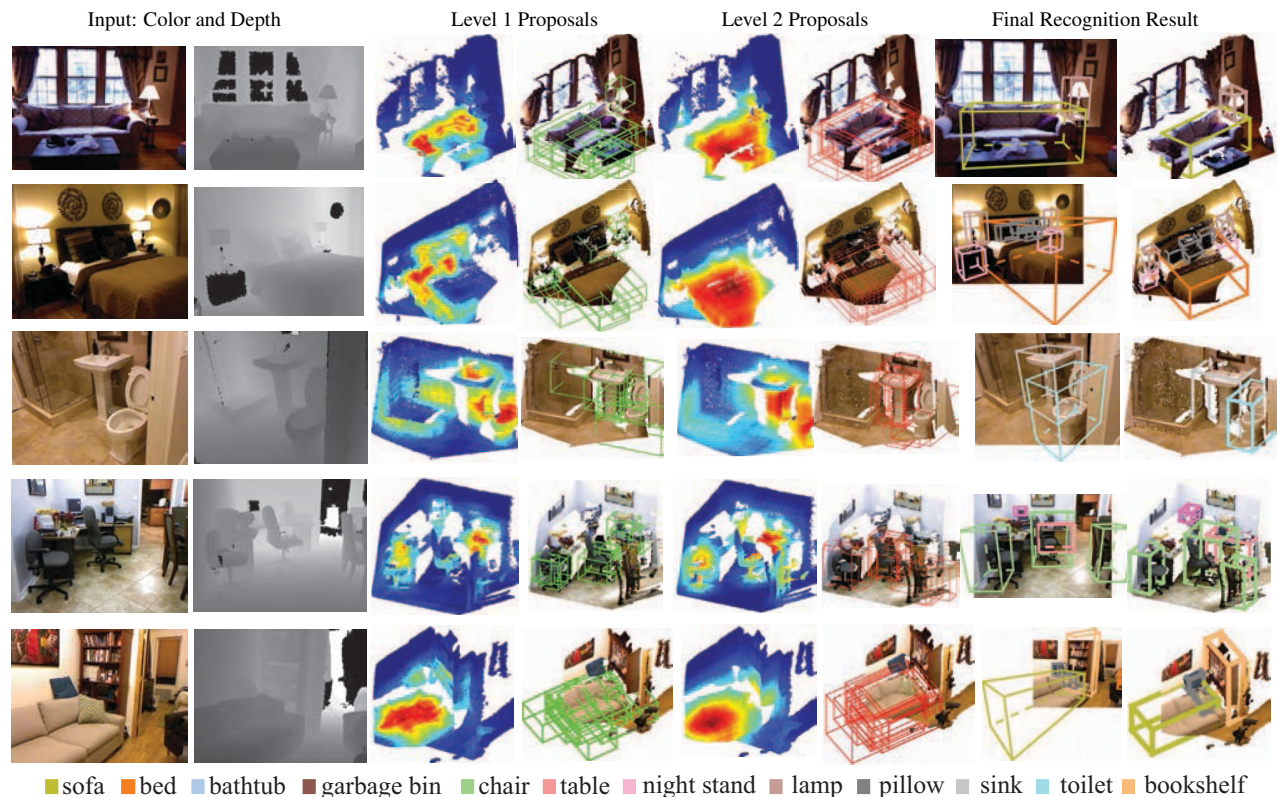 Input: Color and Depth Level 1 Proposals Level 2 Proposals Final Recognition Result
sofa bed bathtub garbage bin chair table night stand lamp pillow sink toilet bookshelf